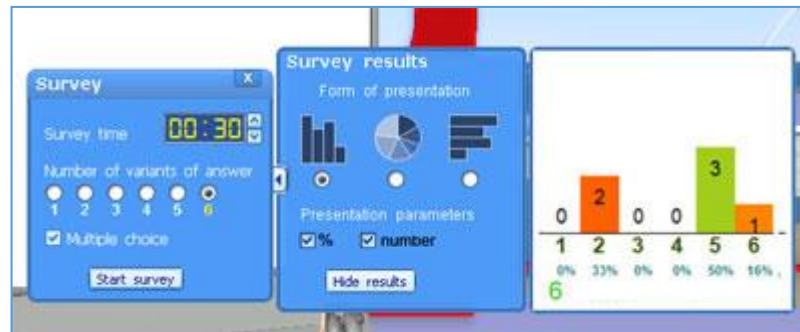 Survey
X
Survey time 00:30
Number of variants of answer
1 2 3 4 5 6
Multiple choice
Start survey
Survey results
Form of presentation
Presentation parameters
% number
Hide results
0 2 0 0 3 1
1 2 3 4 5 6
0% 33% 0% 0% 50% 16%
6